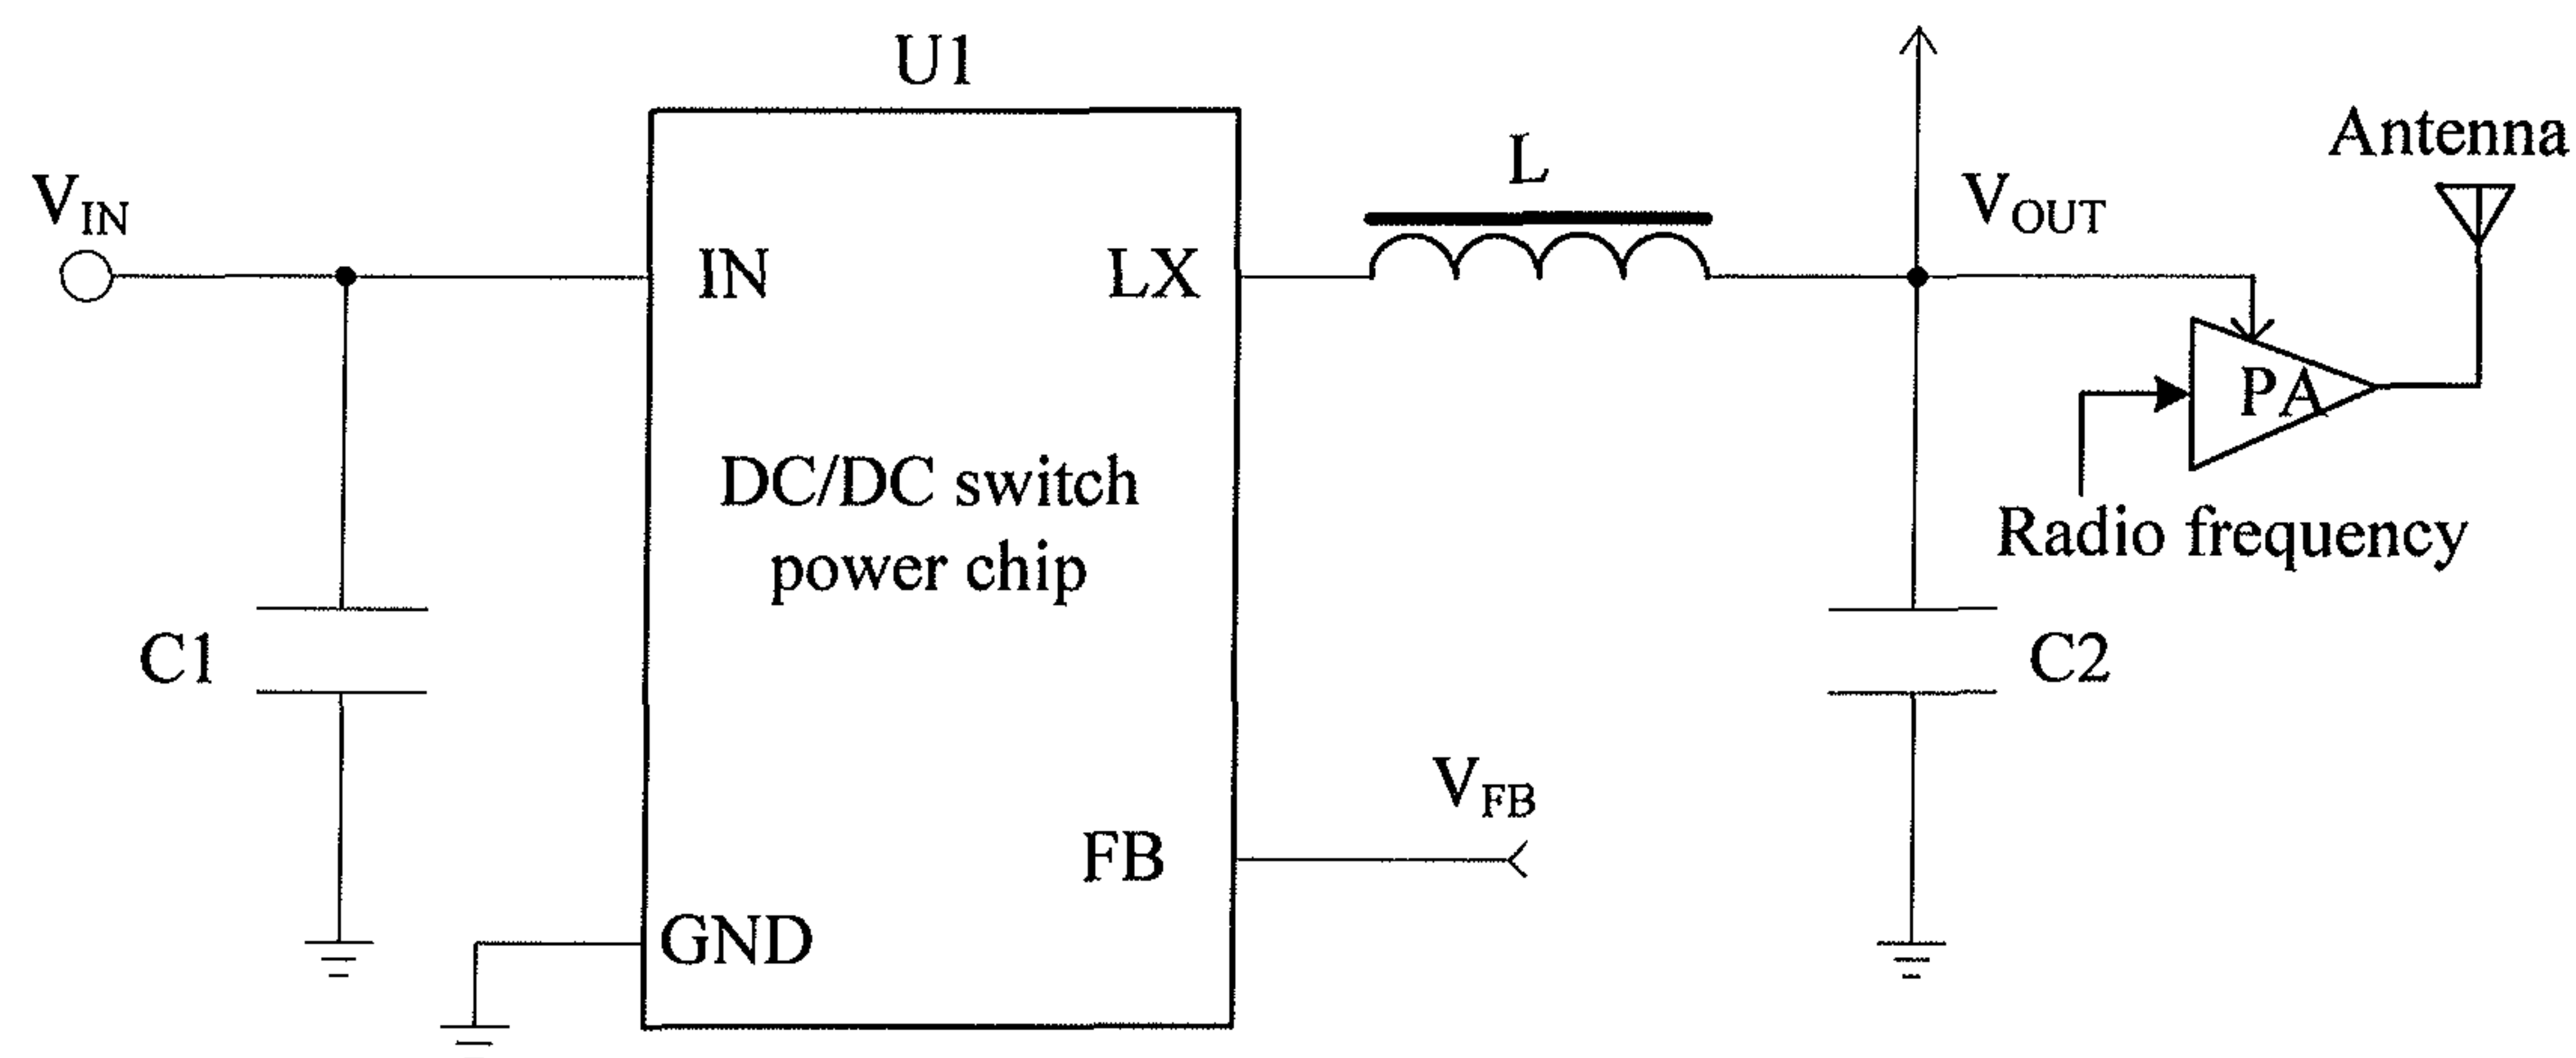 U1
Antenna
L
VIN
VOUT
IN
LX
PA
DC/DC switch
power chip
Radio frequency
C1
C2
VFB
FB
GND